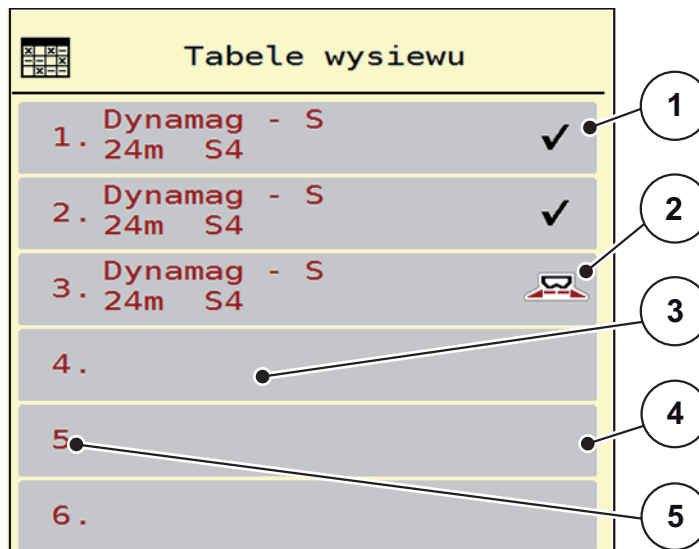 Tabele wysiewu
1. Dynamag - S
24m S4
2. Dynamag - S
24m S4
3. Dynamag - S
24m S4
4.
5.
6.
1
2
3
4
5